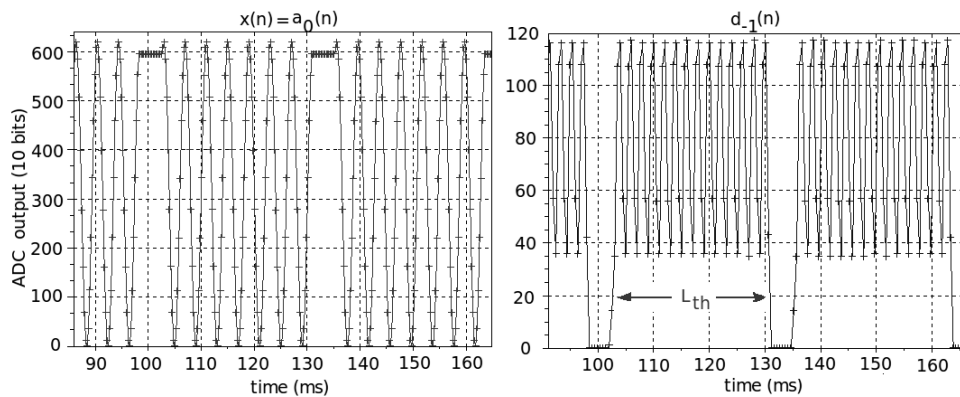 x(n) = a0(n)
ADC output (10 bits)
600
500
400
300
200
100
0
90 100 110 120 130 140 150 160
time (ms)
d-1(n)
120
100
80
60
40
20
0
Lth
100 110 120 130 140 150 160
time (ms)